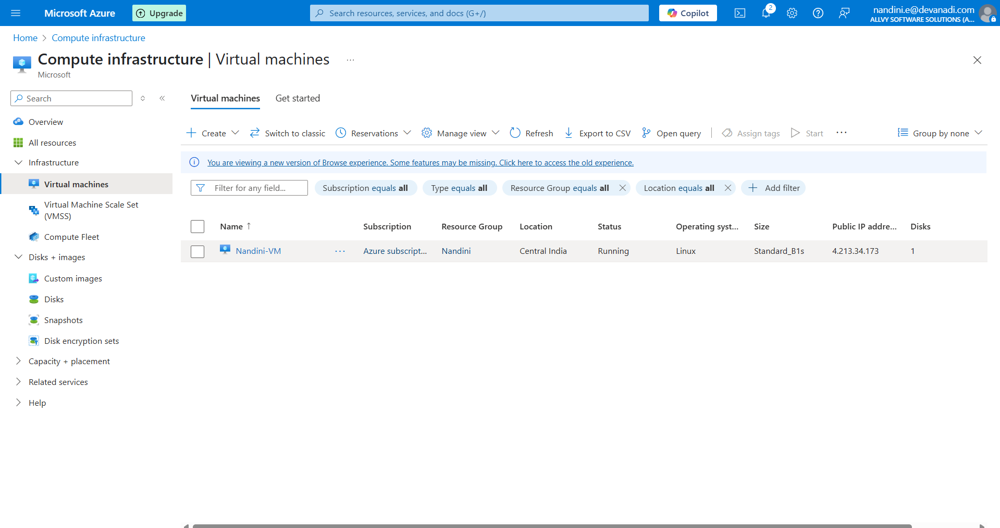 Microsoft Azure
Upgrade
Search resources, services, and docs (G+/)
Copilot
2
nandini.e@devanadi.com
ALLVY SOFTWARE SOLUTIONS (A...
Home > Compute infrastructure
Compute infrastructure | Virtual machines ...
Microsoft
Search
Overview
All resources
Infrastructure
Virtual machines
Virtual Machine Scale Set
(VMSS)
Compute Fleet
Disks + images
Custom images
Disks
Snapshots
Disk encryption sets
Capacity + placement
Related services
Help
Virtual machines Get started
Create Switch to classic Reservations Manage view Refresh Export to CSV Open query Assign tags Start ... Group by none
You are viewing a new version of Browse experience. Some features may be missing. Click here to access the old experience.
Filter for any field... Subscription equals all Type equals all Resource Group equals all Location equals all Add filter
Name ↑ Subscription Resource Group Location Status Operating syst... Size Public IP addre... Disks
Nandini-VM ... Azure subscript... Nandini Central India Running Linux Standard_B1s 4.213.34.173 1